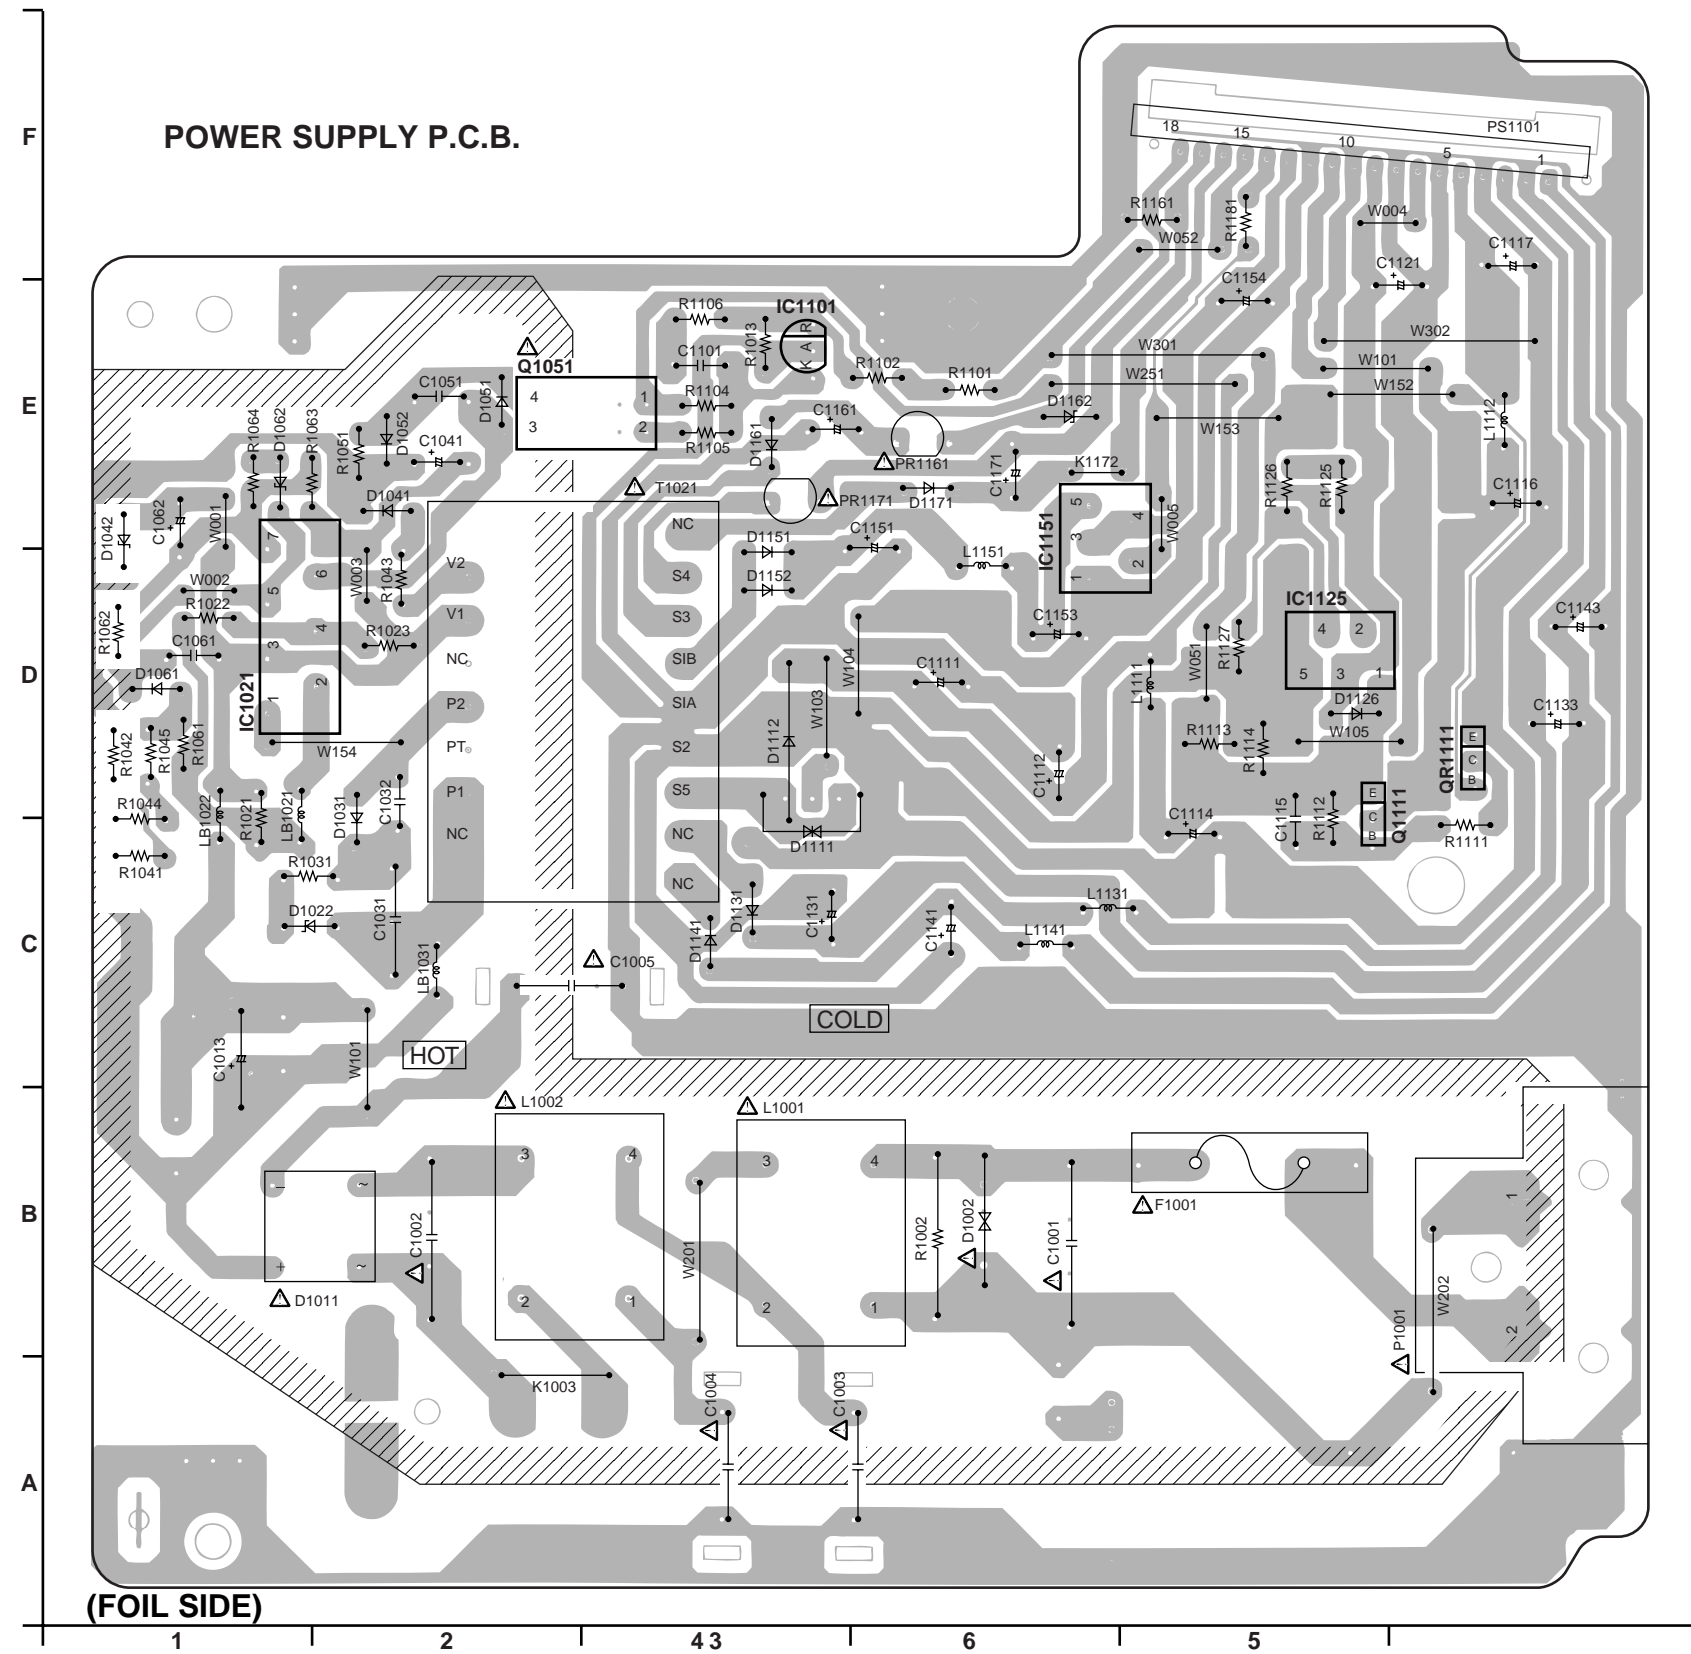 F
POWER SUPPLY P.C.B.
18
15
10
5
1
PS1101
R1161
R1181
W004
W052
C1117
C1121
C1154
E
R1106
IC1101
R
A
K
R1013
C1101
W302
W301
Q1051
R1102
W101
C1051
D1051
4
3
1
2
R1104
R1101
W251
W152
D1162
L1112
R1064
D1062
R1063
R1051
D1052
C1041
R1105
D1161
C1161
W153
PR1161
C1171
K1172
R1126
R1125
T1021
PR1171
D1171
C1116
D1041
D1042
C1062
W001
NC
C1151
IC1151
5
4
3
2
1
W005
D1151
L1151
7
6
5
4
3
2
1
IC1021
W003
R1043
V2
S4
D1152
W002
R1022
R1062
V1
S3
C1153
IC1125
4
2
5
3
1
C1143
C1061
R1023
NC
SIB
W104
W051
R1127
D
D1061
C1111
L1111
P2
SIA
W103
D1126
C1133
R1042
R1045
R1061
W154
PT
S2
D1112
C1112
R1113
R1114
W105
QR1111
E
C
B
R1044
LB1022
R1021
LB1021
D1031
C1032
P1
S5
E
C
B
Q1111
NC
NC
D1111
C1114
C1115
R1112
R1111
R1041
R1031
NC
D1131
C1131
L1131
C
D1022
C1031
D1141
C1141
L1141
LB1031
C1005
COLD
C1013
W101
HOT
L1002
L1001
3
4
3
4
–
~
+
~
B
C1002
W201
R1002
D1002
C1001
F1001
1
D1011
2
1
2
1
P1001
W202
2
K1003
C1004
C1003
A
(FOIL SIDE)
1
2
4 3
6
5